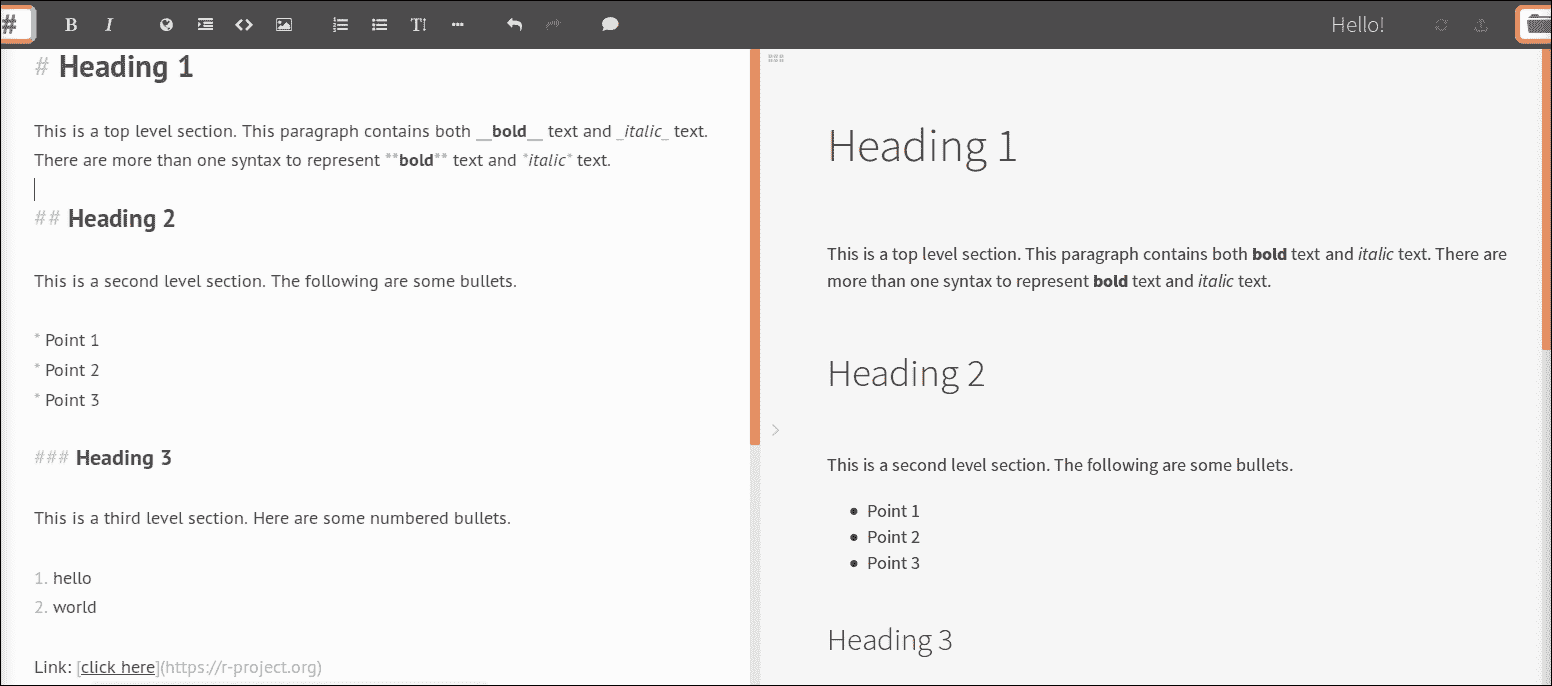 #
B I
Hello!
# Heading 1
This is a top level section. This paragraph contains both __bold__ text and _italic_ text.
There are more than one syntax to represent **bold** text and *italic* text.
## Heading 2
This is a second level section. The following are some bullets.
* Point 1
* Point 2
* Point 3
### Heading 3
This is a third level section. Here are some numbered bullets.
1. hello
2. world
Link: [click here](https://r-project.org)
Heading 1
This is a top level section. This paragraph contains both bold text and italic text. There are
more than one syntax to represent bold text and italic text.
Heading 2
This is a second level section. The following are some bullets.
• Point 1
• Point 2
• Point 3
Heading 3